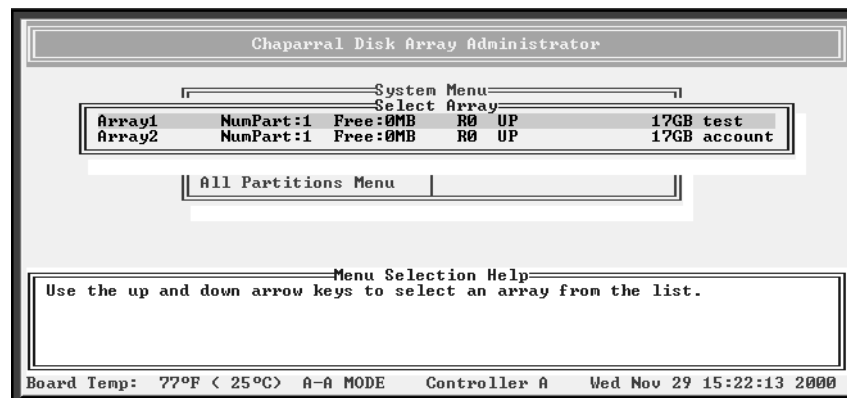 Chaparral Disk Array Administrator
System Menu
Select Array
Array1 NumPart:1 Free:0MB R0 UP 17GB test
Array2 NumPart:1 Free:0MB R0 UP 17GB account
All Partitions Menu
Menu Selection Help
Use the up and down arrow keys to select an array from the list.
Board Temp: 77ºF ( 25ºC) A-A MODE Controller A Wed Nov 29 15:22:13 2000